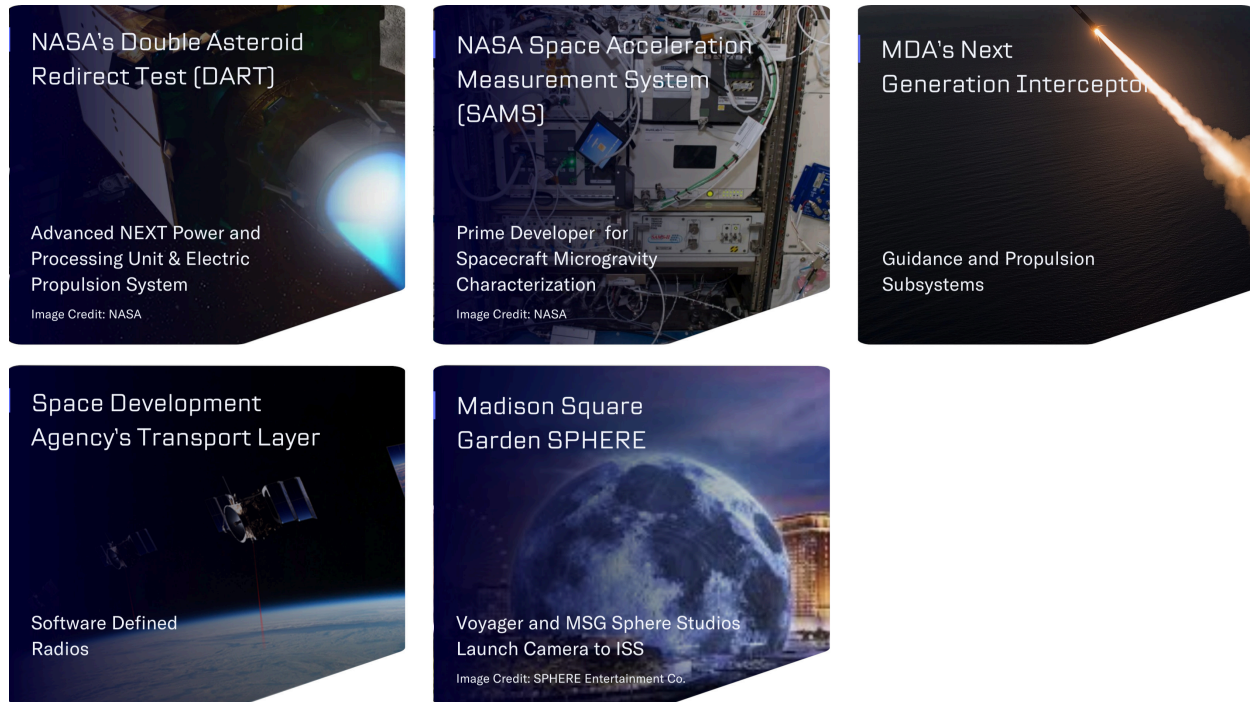 NASA's Double Asteroid
Redirect Test (DART)
Advanced NEXT Power and
Processing Unit & Electric
Propulsion System
Image Credit: NASA
NASA Space Acceleration
Measurement System
(SAMS)
Prime Developer for
Spacecraft Microgravity
Characterization
Image Credit: NASA
MDA's Next
Generation Interceptor
Guidance and Propulsion
Subsystems
Space Development
Agency's Transport Layer
Software Defined
Radios
Madison Square
Garden SPHERE
Voyager and MSG Sphere Studios
Launch Camera to ISS
Image Credit: SPHERE Entertainment Co.